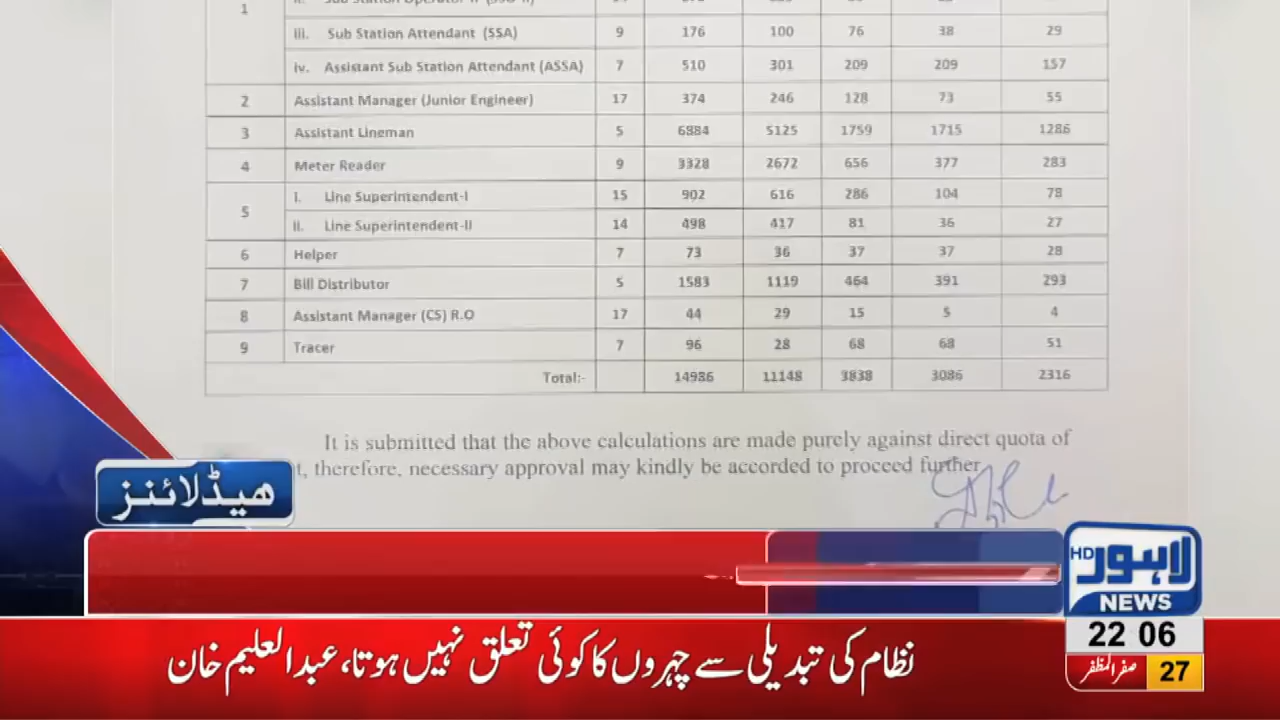 1
iii. Sub Station Attendant (SSA) 9 176 100 76 38 29
iv. Assistant Sub Station Attendant (ASSA) 7 510 301 209 209 157
2 Assistant Manager (Junior Engineer) 17 374 246 128 73 55
3 Assistant Lineman 5 6884 5125 1759 1715 1286
4 Meter Reader 9 3328 2672 656 377 283
5 I. Line Superintendent-I 15 902 616 286 104 78
II. Line Superintendent-II 14 498 417 81 36 27
6 Helper 7 73 36 37 37 28
7 Bill Distributor 5 1583 1119 464 391 293
8 Assistant Manager (CS) R.O 17 44 29 15 5 4
9 Tracer 7 96 28 68 68 51
Total:- 14986 11148 3838 3086 2316
It is submitted that the above calculations are made purely against direct quota of
t, therefore, necessary approval may kindly be accorded to proceed further
ھیڈلائنز
HD لاہور
NEWS
22 06
نظام کی تبدیلی سے چہروں کا کوئی تعلق نہیں ہوتا، عبدالعلیم خان
27 صفر المظفر